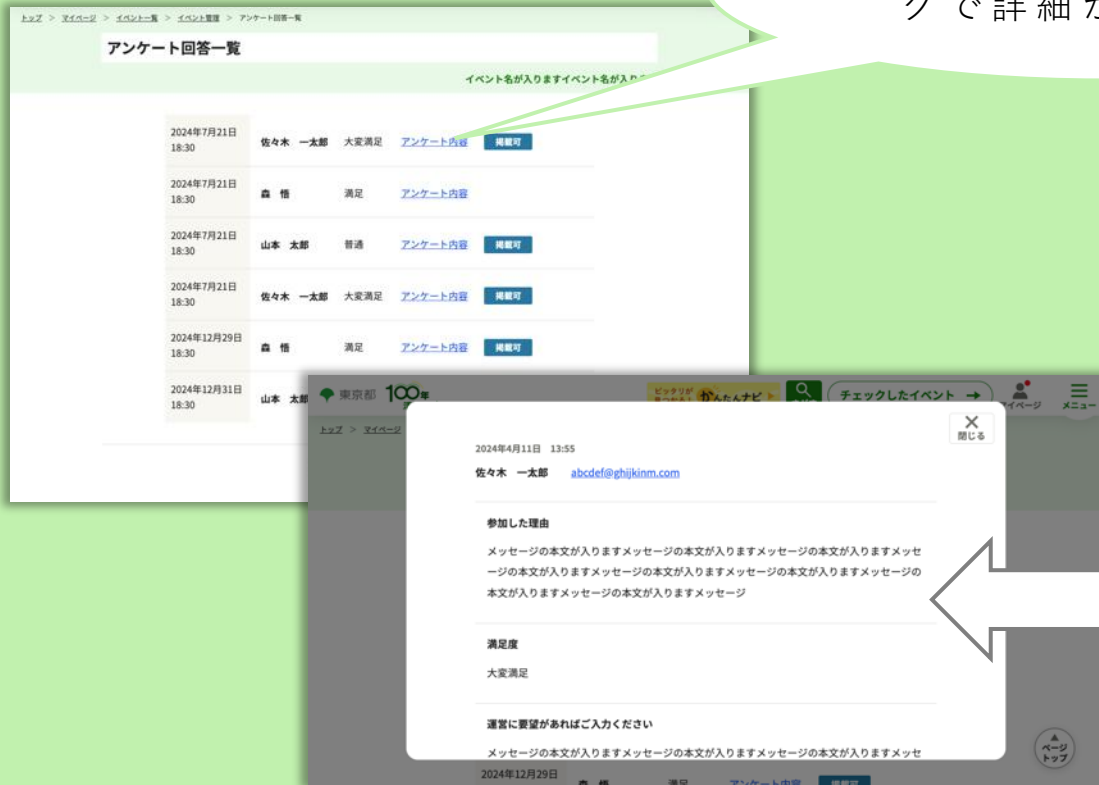 グで詳細が
トップ > マイページ > イベント一覧 > イベント管理 > アンケート回答一覧
アンケート回答一覧
イベント名が入りますイベント名が入り
2024年7月21日
18:30
佐々木 一太郎 大変満足 アンケート内容 掲載可
2024年7月21日
18:30
森 悟 満足 アンケート内容
2024年7月21日
18:30
山本 太郎 普通 アンケート内容 掲載可
2024年7月21日
18:30
佐々木 一太郎 大変満足 アンケート内容 掲載可
2024年12月29日
18:30
森 悟 満足 アンケート内容 掲載可
2024年12月31日
18:30
山本 太郎
東京都 100年 かんたんナビ チェックしたイベント → マイページ メニュー
トップ > マイページ
閉じる
2024年4月11日 13:55
佐々木 一太郎 abcdef@ghijkinm.com
参加した理由
メッセージの本文が入りますメッセージの本文が入りますメッセージの本文が入りますメッセ
ージの本文が入りますメッセージの本文が入りますメッセージの本文が入りますメッセージの
本文が入りますメッセージの本文が入りますメッセージ
満足度
大変満足
運営に要望があればご入力ください
メッセージの本文が入りますメッセージの本文が入りますメッセージの本文が入りますメッセ
ページ
トップ
2024年12月29日
森 悟 満足 アンケート内容 掲載可